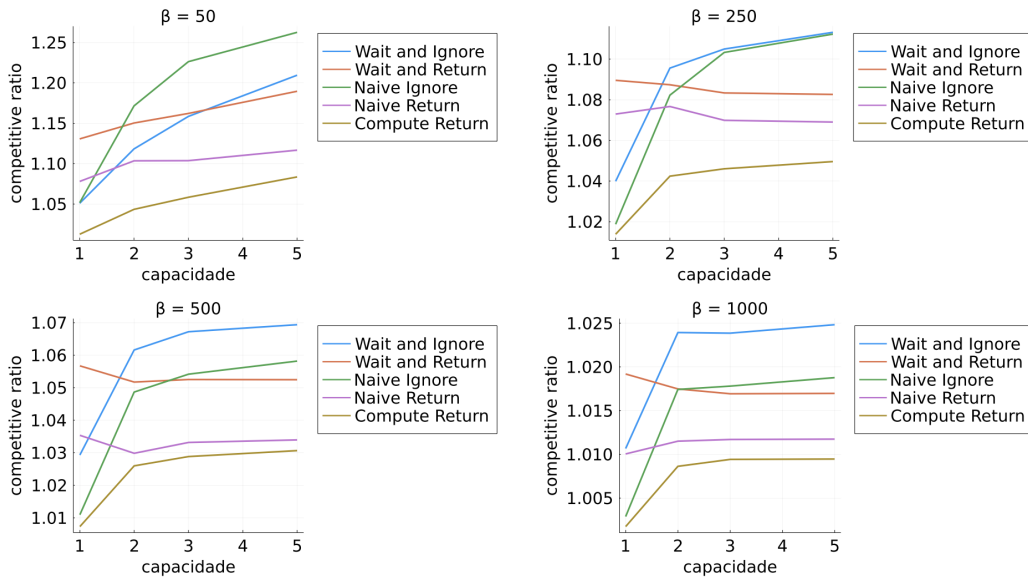 β = 50
competitive ratio
1.25
1.20
1.15
1.10
1.05
1 2 3 4 5
capacidade
Wait and Ignore
Wait and Return
Naive Ignore
Naive Return
Compute Return
β = 250
competitive ratio
1.10
1.08
1.06
1.04
1.02
1 2 3 4 5
capacidade
Wait and Ignore
Wait and Return
Naive Ignore
Naive Return
Compute Return
β = 500
competitive ratio
1.07
1.06
1.05
1.04
1.03
1.02
1.01
1 2 3 4 5
capacidade
Wait and Ignore
Wait and Return
Naive Ignore
Naive Return
Compute Return
β = 1000
competitive ratio
1.025
1.020
1.015
1.010
1.005
1 2 3 4 5
capacidade
Wait and Ignore
Wait and Return
Naive Ignore
Naive Return
Compute Return